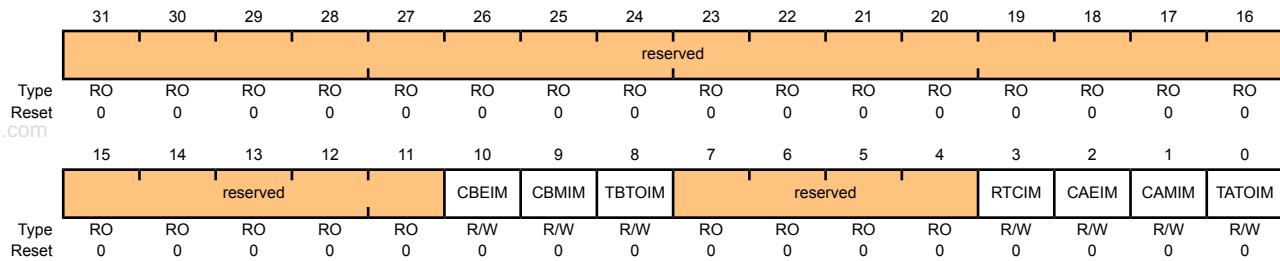 31 30 29 28 27 26 25 24 23 22 21 20 19 18 17 16
reserved
Type RO RO RO RO RO RO RO RO RO RO RO RO RO RO RO RO
Reset 0 0 0 0 0 0 0 0 0 0 0 0 0 0 0 0
.com
15 14 13 12 11 10 9 8 7 6 5 4 3 2 1 0
reserved CBEIM CBMIM TBTOIM reserved RTCIM CAEIM CAMIM TATOIM
Type RO RO RO RO RO R/W R/W R/W RO RO RO RO R/W R/W R/W R/W
Reset 0 0 0 0 0 0 0 0 0 0 0 0 0 0 0 0